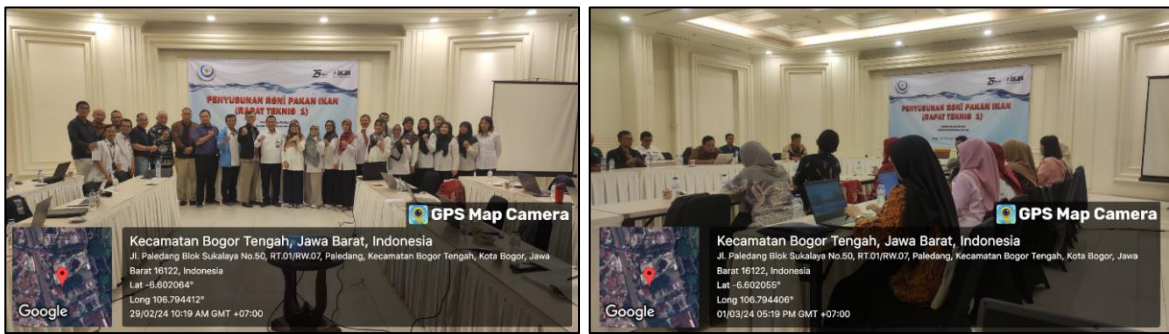 PENYUSUNAN RSNI PAKAN IKAN
(RAPAT TEKNIS 1)
GPS Map Camera
Kecamatan Bogor Tengah, Jawa Barat, Indonesia
Jl. Paledang Blok Sukalaya No.50, RT.01/RW.07, Paledang, Kecamatan Bogor Tengah, Kota Bogor, Jawa
Barat 16122, Indonesia
Lat -6.602064°
Long 106.794412°
29/02/24 10:19 AM GMT +07:00
Google
PENYUSUNAN RSNI PAKAN IKAN
(RAPAT TEKNIS 1)
GPS Map Camera
Kecamatan Bogor Tengah, Jawa Barat, Indonesia
Jl. Paledang Blok Sukalaya No.50, RT.01/RW.07, Paledang, Kecamatan Bogor Tengah, Kota Bogor, Jawa
Barat 16122, Indonesia
Lat -6.602055°
Long 106.794406°
01/03/24 05:19 PM GMT +07:00
Google